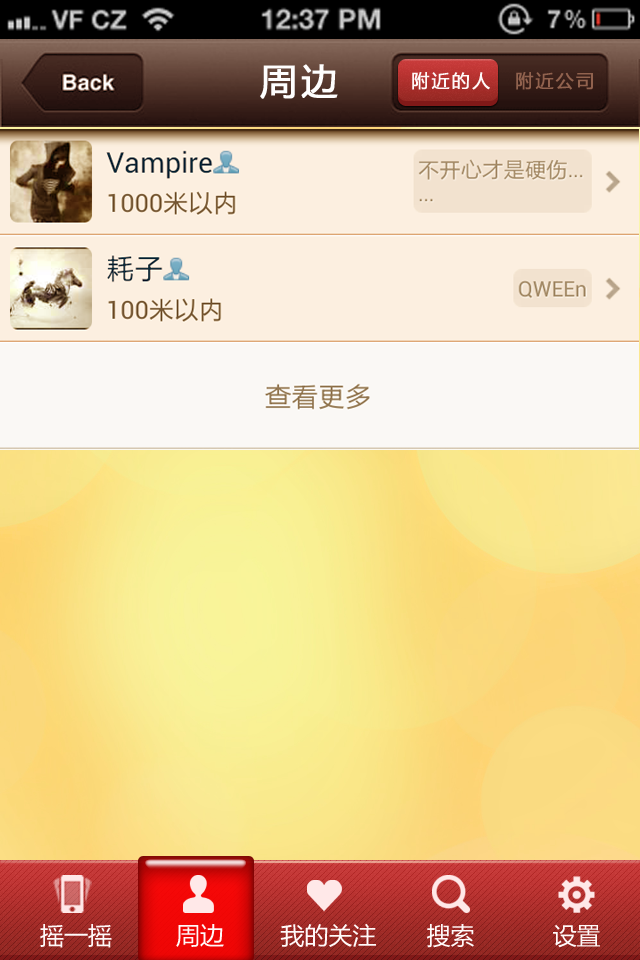 VF CZ 12:37 PM 7%
Back 周边 附近的人 附近公司
Vampire
不开心才是硬伤...
...
1000米以内
耗子
100米以内
QWEEn
查看更多
摇一摇 周边 我的关注 搜索 设置